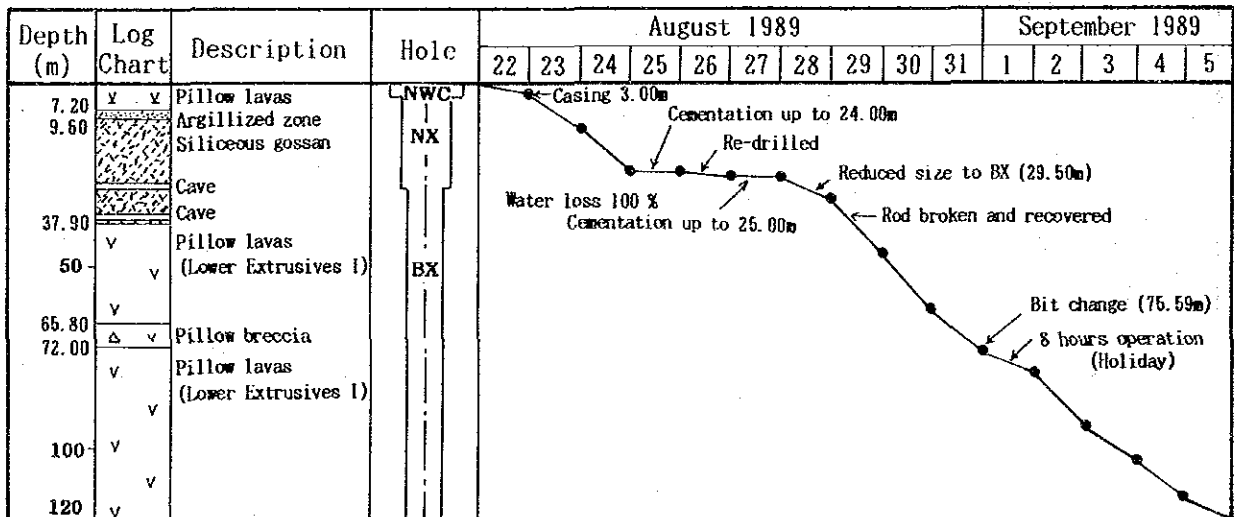 Depth (m)
Log Chart
Description
Hole
August 1989
September 1989
22 23 24 25 26 27 28 29 30 31 1 2 3 4 5
7.20
9.60
37.90
50
65.80
72.00
100
120
Pillow lavas
Argillized zone
Siliceous gossan
Cave
Cave
Pillow lavas
(Lower Extrusives I)
Pillow breccia
Pillow lavas
(Lower Extrusives I)
NWC
NX
BX
Casing 3.00m
Cementation up to 24.00m
Re-drilled
Water loss 100 %
Cementation up to 25.00m
Reduced size to BX (29.50m)
Rod broken and recovered
Bit change (75.59m)
8 hours operation
(Holiday)